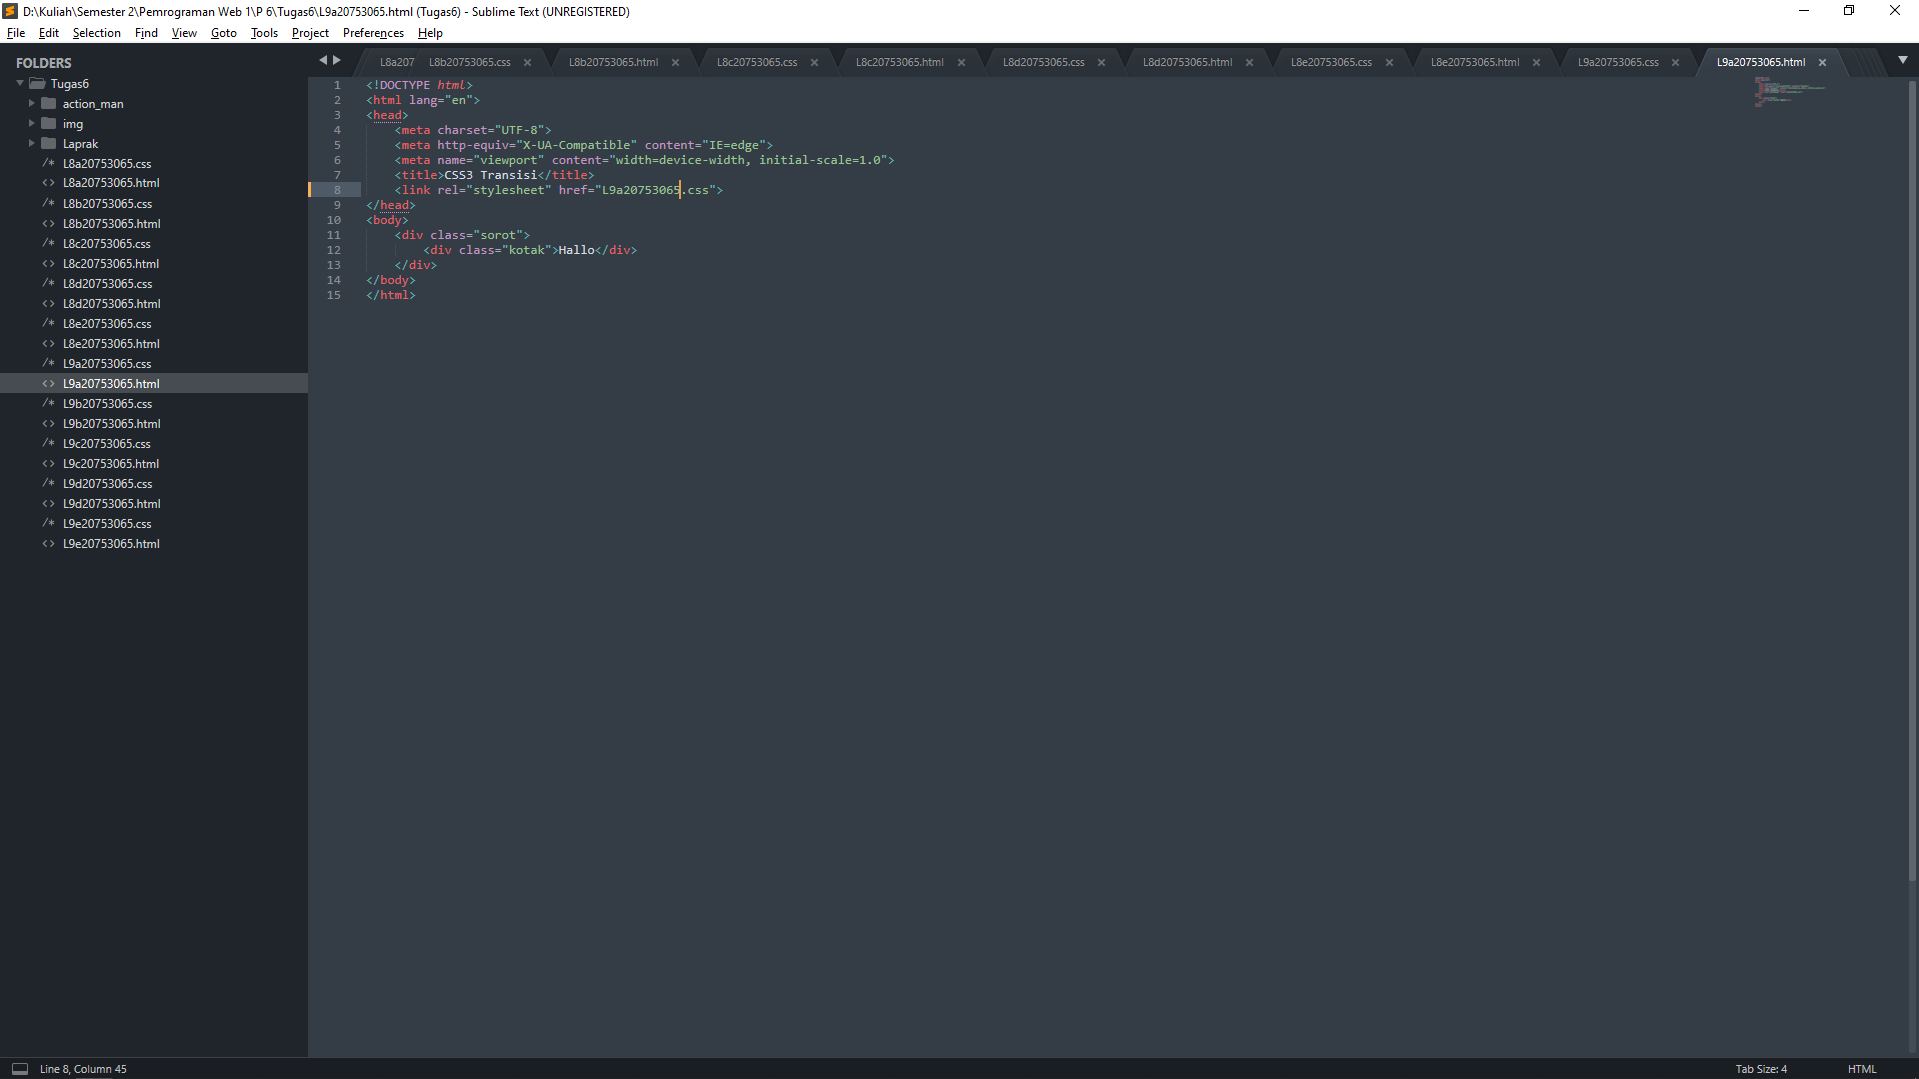 D:\Kuliah\Semester 2\Pemrograman Web 1\P 6\Tugas6\L9a20753065.html (Tugas6) - Sublime Text (UNREGISTERED)
File Edit Selection Find View Goto Tools Project Preferences Help
FOLDERS
Tugas6
action_man
img
Laprak
L8a20753065.css
L8a20753065.html
L8b20753065.css
L8b20753065.html
L8c20753065.css
L8c20753065.html
L8d20753065.css
L8d20753065.html
L8e20753065.css
L8e20753065.html
L9a20753065.css
L9a20753065.html
L9b20753065.css
L9b20753065.html
L9c20753065.css
L9c20753065.html
L9d20753065.css
L9d20753065.html
L9e20753065.css
L9e20753065.html
L8a207 L8b20753065.css L8b20753065.html L8c20753065.css L8c20753065.html L8d20753065.css L8d20753065.html L8e20753065.css L8e20753065.html L9a20753065.css L9a20753065.html
1 <!DOCTYPE html>
2 <html lang="en">
3 <head>
4 <meta charset="UTF-8">
5 <meta http-equiv="X-UA-Compatible" content="IE=edge">
6 <meta name="viewport" content="width=device-width, initial-scale=1.0">
7 <title>CSS3 Transisi</title>
8 <link rel="stylesheet" href="L9a20753065.css">
9 </head>
10 <body>
11 <div class="sorot">
12 <div class="kotak">Hallo</div>
13 </div>
14 </body>
15 </html>
Line 8, Column 45
Tab Size: 4
HTML